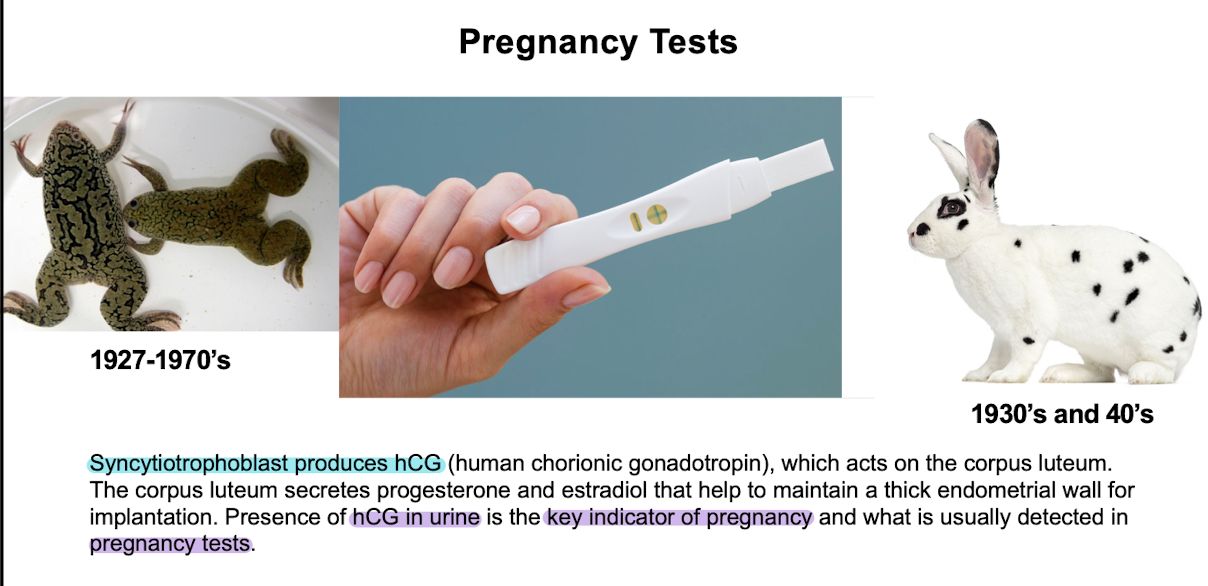 Pregnancy Tests
1927-1970’s
1930’s and 40’s
Syncytiotrophoblast produces hCG (human chorionic gonadotropin), which acts on the corpus luteum.
The corpus luteum secretes progesterone and estradiol that help to maintain a thick endometrial wall for
implantation. Presence of hCG in urine is the key indicator of pregnancy and what is usually detected in
pregnancy tests.